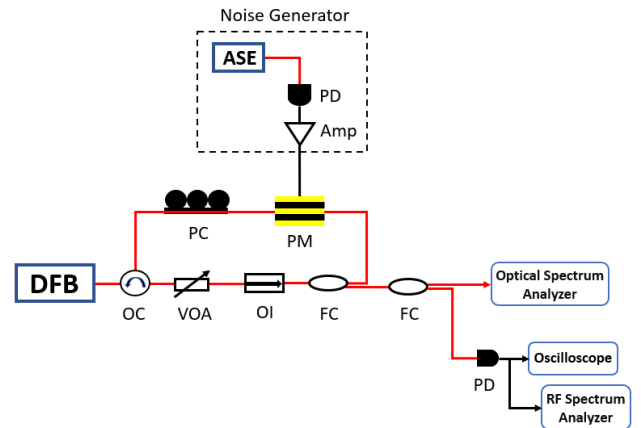 Noise Generator
ASE
PD
Amp
PC
PM
DFB
OC
VOA
OI
FC
FC
Optical Spectrum
Analyzer
PD
Oscilloscope
RF Spectrum
Analyzer